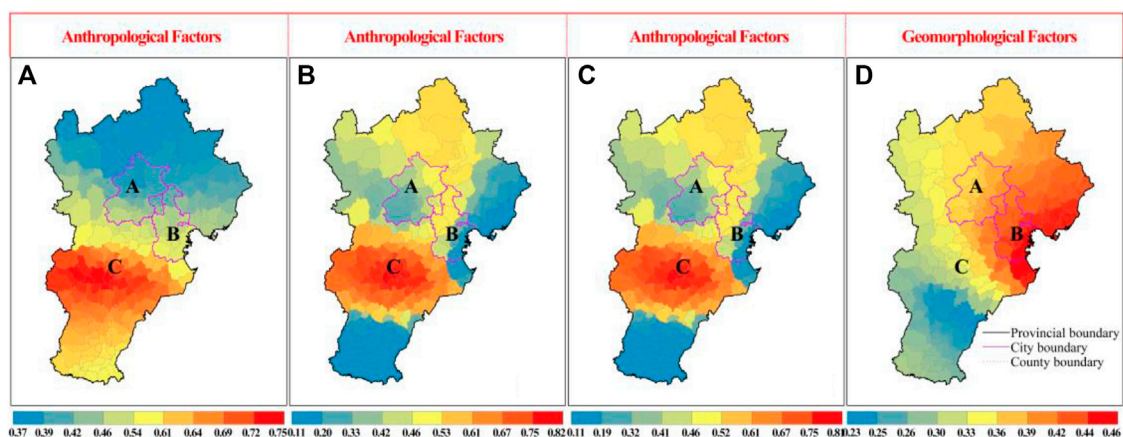 Anthropological Factors Anthropological Factors Anthropological Factors Geomorphological Factors
A B C D
A A A A
B B B B
C C C C
Provincial boundary
City boundary
County boundary
0.37 0.39 0.42 0.46 0.53 0.61 0.69 0.72 0.75 0.11 0.20 0.33 0.42 0.46 0.53 0.61 0.67 0.75 0.82 0.11 0.19 0.32 0.41 0.46 0.53 0.61 0.67 0.75 0.81 0.23 0.25 0.26 0.30 0.33 0.36 0.39 0.42 0.44 0.46